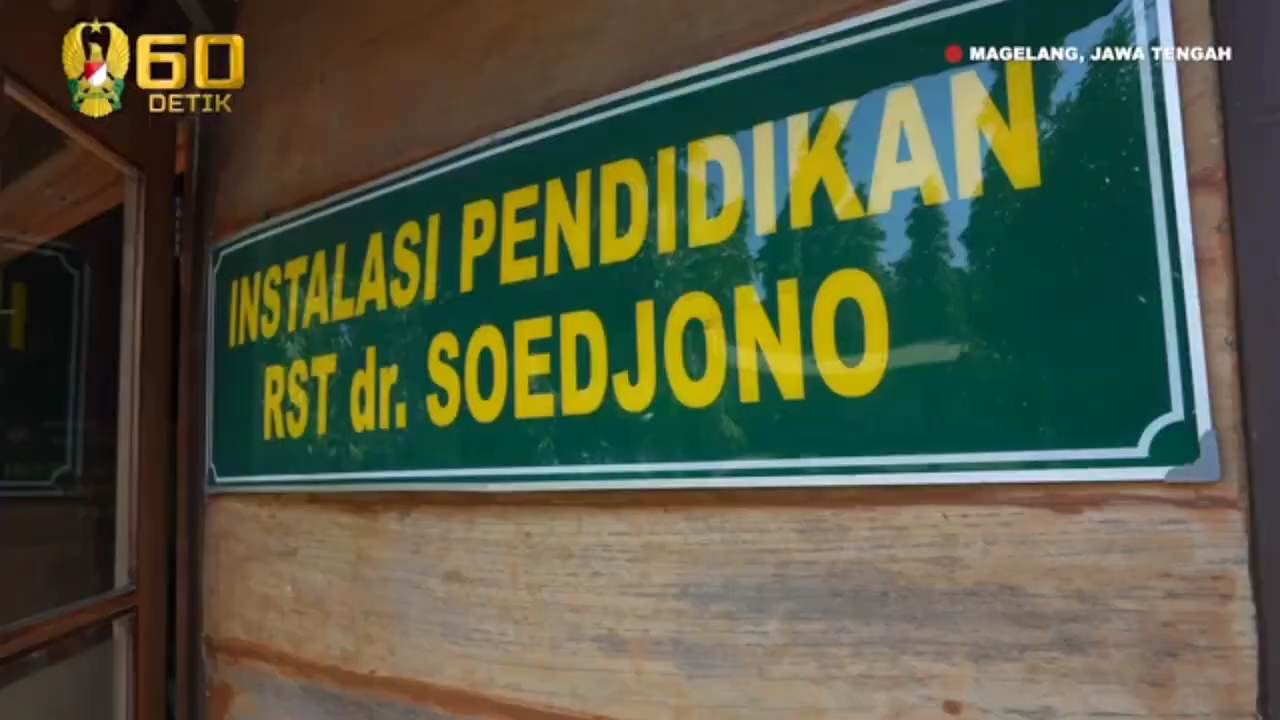 60
DETIK
MAGELANG, JAWA TENGAH
INSTALASI PENDIDIKAN
RST dr. SOEDJONO